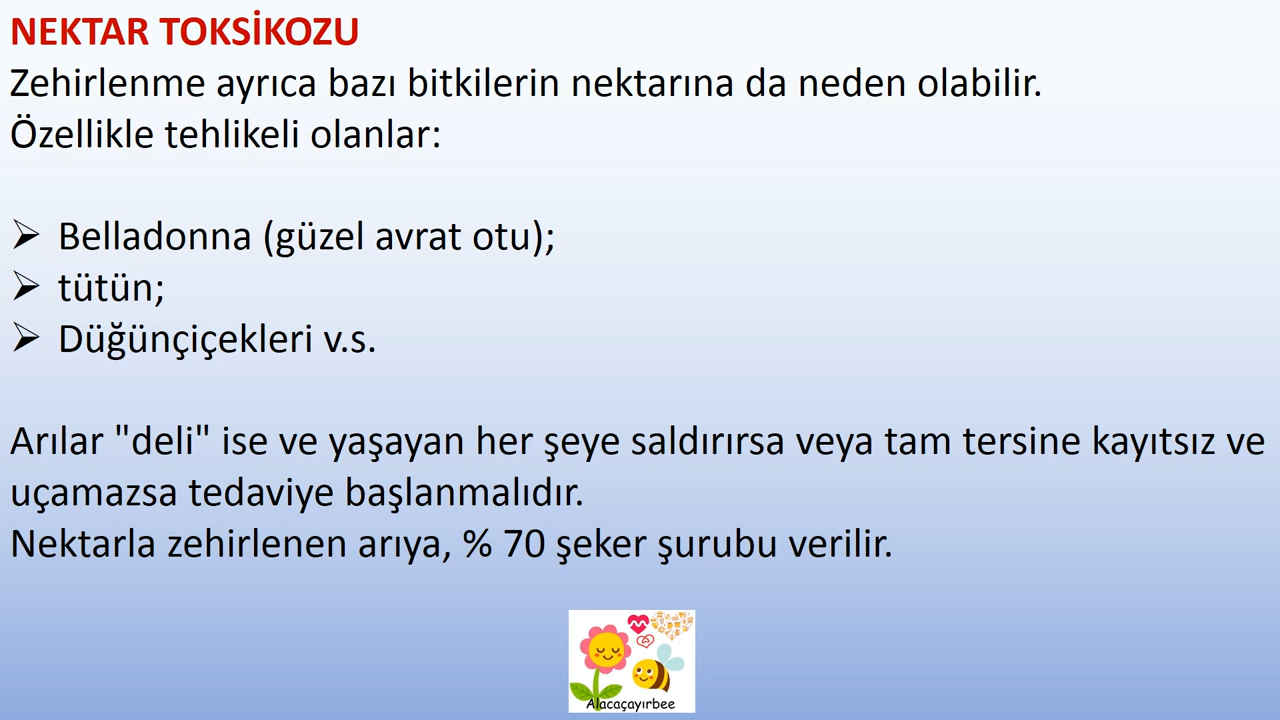 NEKTAR TOKSİKOZU
Zehirlenme ayrıca bazı bitkilerin nektarına da neden olabilir.
Özellikle tehlikeli olanlar:
➢ Belladonna (güzel avrat otu);
➢ tütün;
➢ Düğünçiçekleri v.s.
Arılar "deli" ise ve yaşayan her şeye saldırırsa veya tam tersine kayıtsız ve
uçamazsa tedaviye başlanmalıdır.
Nektarla zehirlenen arıya, % 70 şeker şurubu verilir.
Alacaçayırbee